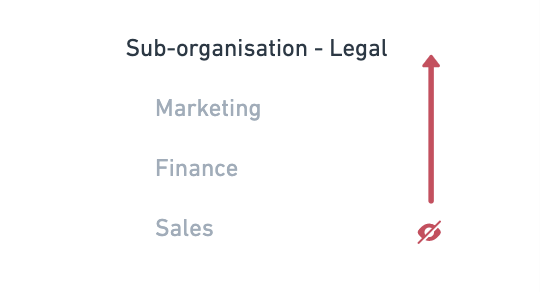 Sub-organisation - Legal
Marketing
Finance
Sales